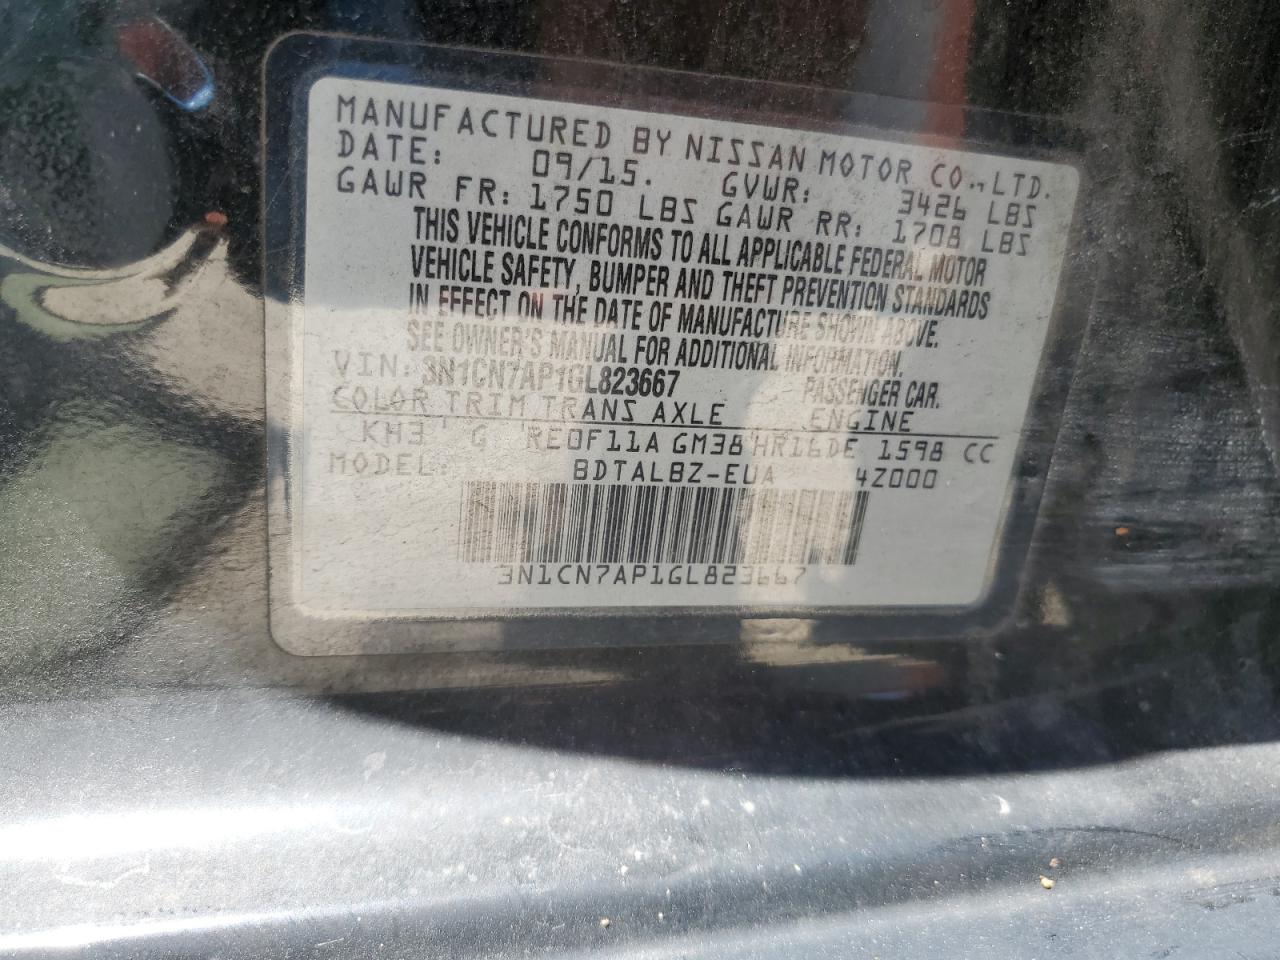 MANUFACTURED BY NISSAN MOTOR CO.,LTD.
DATE: 09/15. GVWR: 3426 LBS
GAWR FR: 1750 LBS GAWR RR: 1708 LBS
THIS VEHICLE CONFORMS TO ALL APPLICABLE FEDERAL MOTOR
VEHICLE SAFETY, BUMPER AND THEFT PREVENTION STANDARDS
IN EFFECT ON THE DATE OF MANUFACTURE SHOWN ABOVE.
SEE OWNER'S MANUAL FOR ADDITIONAL INFORMATION.
VIN: 3N1CN7AP1GL823667 PASSENGER CAR.
COLOR TRIM TRANS AXLE ENGINE
KH3 G RE0F11A GM38 HR16DE 1598 CC
MODEL: BDTALBZ-EUA 4Z000
3N1CN7AP1GL823667